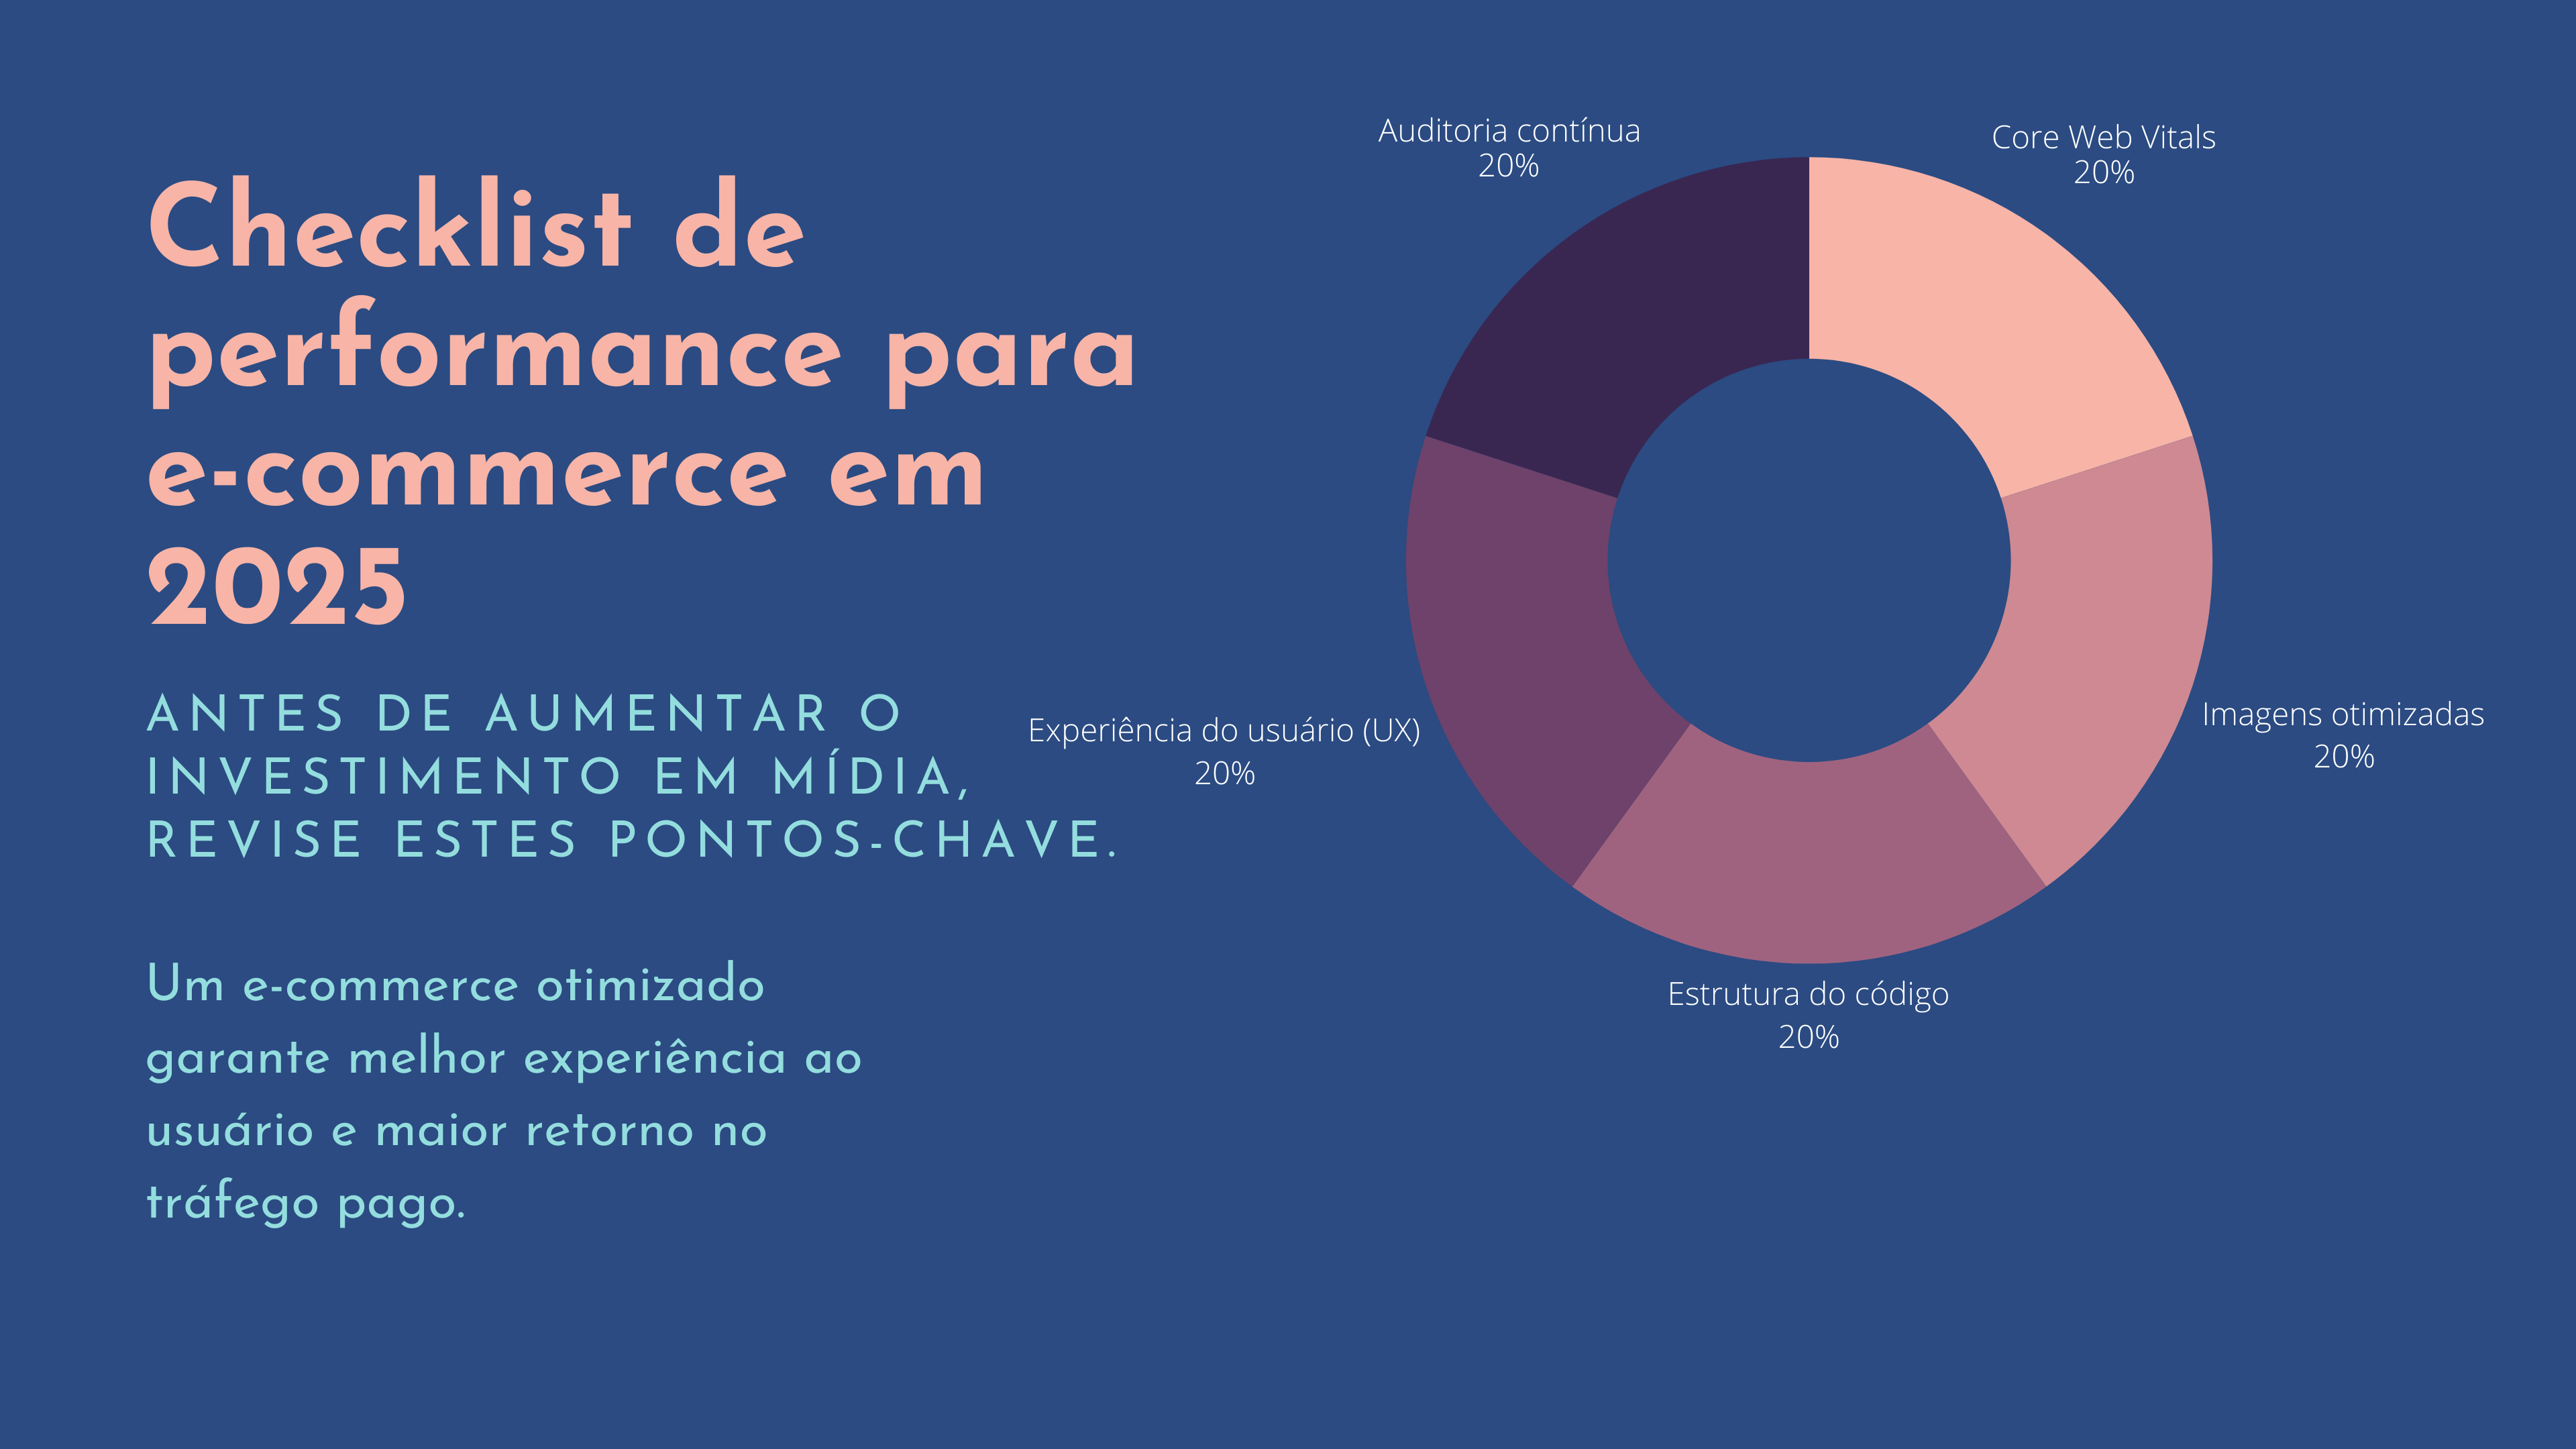 Checklist de
performance para
e-commerce em
2025
ANTES DE AUMENTAR O
INVESTIMENTO EM MÍDIA,
REVISE ESTES PONTOS-CHAVE.
Um e-commerce otimizado
garante melhor experiência ao
usuário e maior retorno no
tráfego pago.
Auditoria contínua
20%
Core Web Vitals
20%
Experiência do usuário (UX)
20%
Imagens otimizadas
20%
Estrutura do código
20%